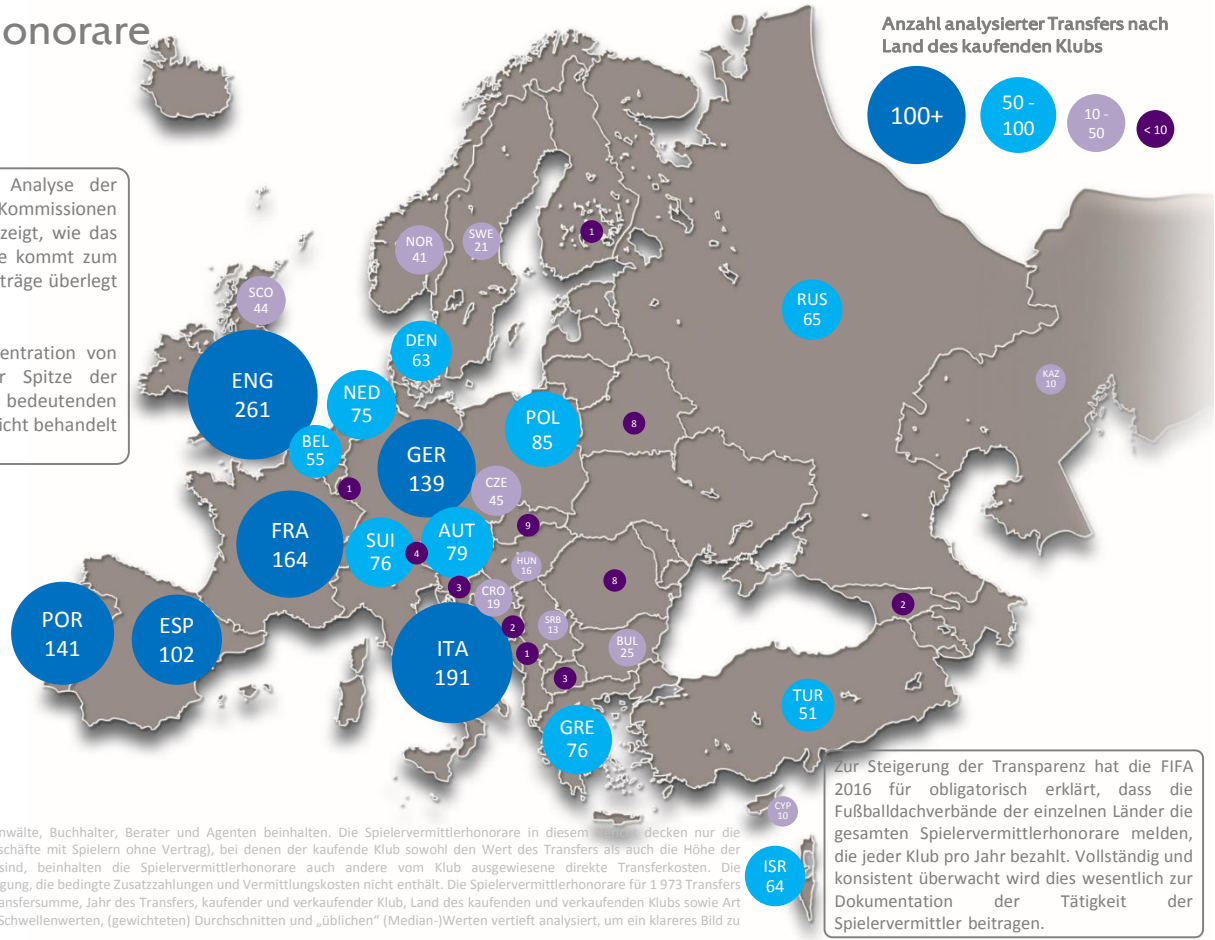 onorare
Anzahl analysierter Transfers nach
Land des kaufenden Klubs
100+
50 -
100
10 -
50
< 10
Analyse der
Kommissionen
zeigt, wie das
e kommt zum
träge überlegt
entration von
r Spitze der
bedeutenden
icht behandelt
NOR
41
SWE
21
1
SCO
44
RUS
65
DEN
63
ENG
261
NED
75
KAZ
10
POL
85
8
BEL
55
GER
139
CZE
45
1
FRA
164
SUI
76
4
AUT
79
9
HUN
16
8
3
CRO
19
2
SRB
13
2
POR
141
ESP
102
ITA
191
1
BUL
25
3
TUR
51
GRE
76
CYP
10
ISR
64
Zur Steigerung der Transparenz hat die FIFA
2016 für obligatorisch erklärt, dass die
Fußballdachverbände der einzelnen Länder die
gesamten Spielervermittlerhonorare melden,
die jeder Klub pro Jahr bezahlt. Vollständig und
konsistent überwacht wird dies wesentlich zur
Dokumentation der Tätigkeit der
Spielervermittler beitragen.
nwälte, Buchhalter, Berater und Agenten beinhalten. Die Spielervermittlerhonorare in diesem decken nur die
schäfte mit Spielern ohne Vertrag), bei denen der kaufende Klub sowohl den Wert des Transfers als auch die Höhe der
sind, beinhalten die Spielervermittlerhonorare auch andere vom Klub ausgewiesene direkte Transferkosten. Die
gung, die bedingte Zusatzzahlungen und Vermittlungskosten nicht enthält. Die Spielervermittlerhonorare für 1 973 Transfers
ansfersumme, Jahr des Transfers, kaufender und verkaufender Klub, Land des kaufenden und verkaufenden Klubs sowie Art
Schwellenwerten, (gewichteten) Durchschnitten und „üblichen“ (Median-)Werten vertieft analysiert, um ein klareres Bild zu